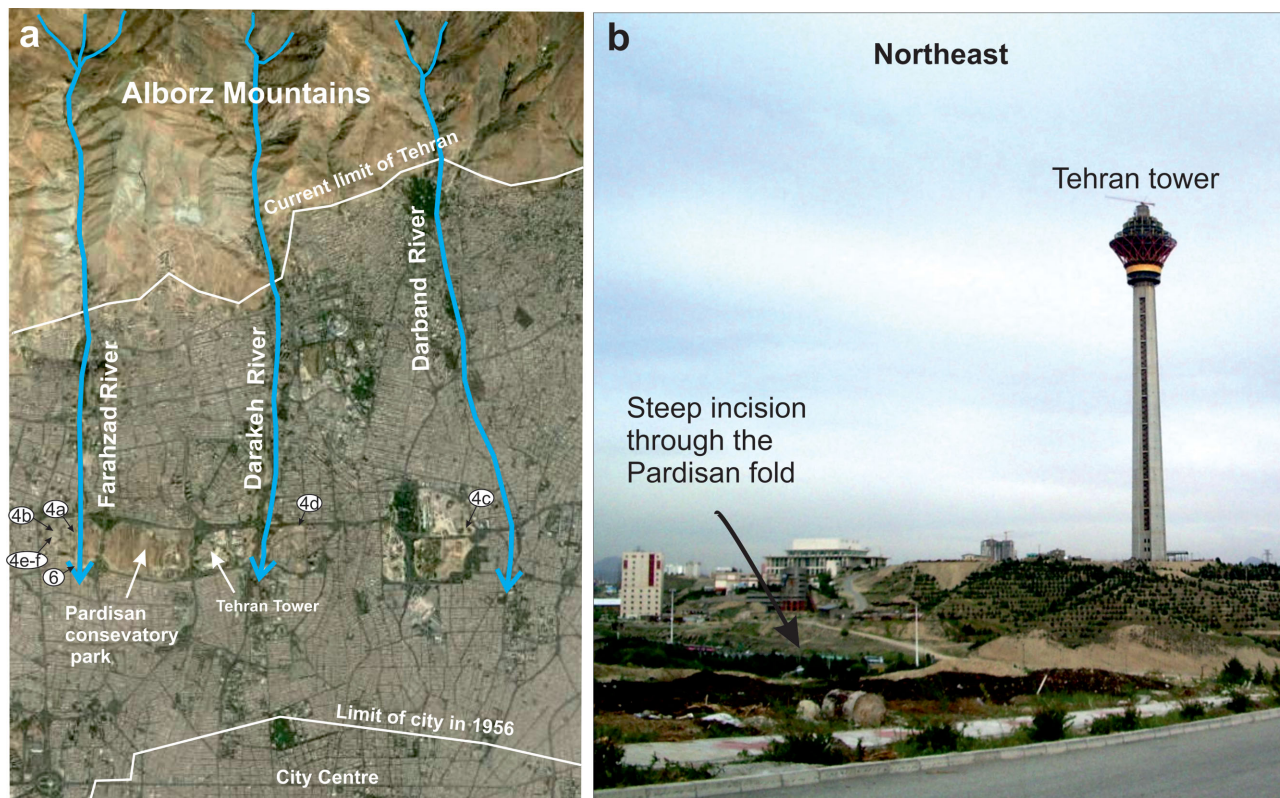 a
Alborz Mountains
Current limit of Tehran
Farahzad River
Darakeh River
Darband River
4b
4a
4d
4c
4e-f
6
Pardisan
consevatory
park
Tehran Tower
Limit of city in 1956
City Centre
b
Northeast
Tehran tower
Steep incision
through the
Pardisan fold